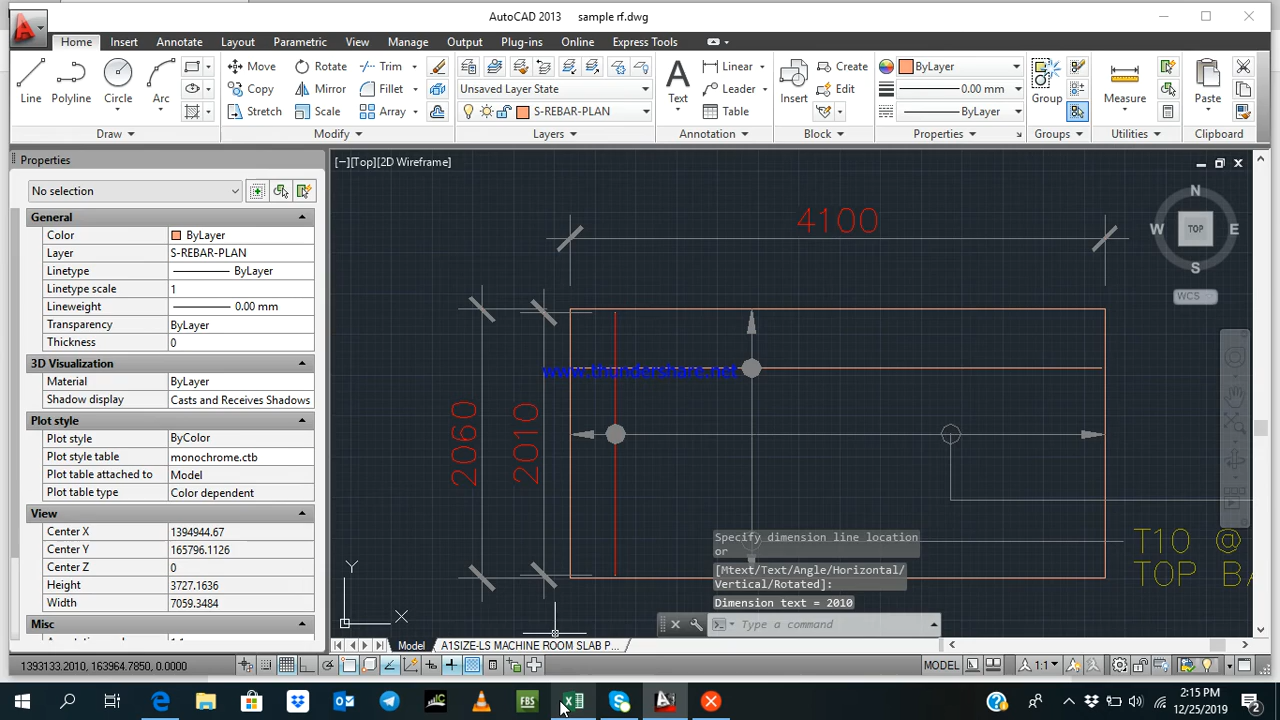 AutoCAD 2013 sample rf.dwg
Home Insert Annotate Layout Parametric View Manage Output Plug-ins Online Express Tools
Line Polyline Circle Arc
Move Rotate Trim
Copy Mirror Fillet
Stretch Scale Array
Unsaved Layer State
S-REBAR-PLAN
Text
Linear
Leader
Table
Insert
Create
Edit
ByLayer
0.00 mm
ByLayer
Group
Measure
Paste
Draw Modify Layers Annotation Block Properties Groups Utilities Clipboard
Properties
No selection
General
Color ByLayer
Layer S-REBAR-PLAN
Linetype ByLayer
Linetype scale 1
Lineweight 0.00 mm
Transparency ByLayer
Thickness 0
3D Visualization
Material ByLayer
Shadow display Casts and Receives Shadows
Plot style
Plot style ByColor
Plot style table monochrome.ctb
Plot table attached to Model
Plot table type Color dependent
View
Center X 1394944.67
Center Y 165796.1126
Center Z 0
Height 3727.1636
Width 7059.3484
Misc
[−][Top][2D Wireframe]
N
W TOP E
S
WCS
4100
www.thundershare.net
2060
2010
T10 @
TOP BA
Specify dimension line location
or
[Mtext/Text/Angle/Horizontal/
Vertical/Rotated]:
Dimension text = 2010
Type a command
Y
X
Model A1SIZE-LS MACHINE ROOM SLAB P...
1393133.2010, 163964.7850, 0.0000
MODEL 1:1
FBS
2:15 PM
12/25/2019
2